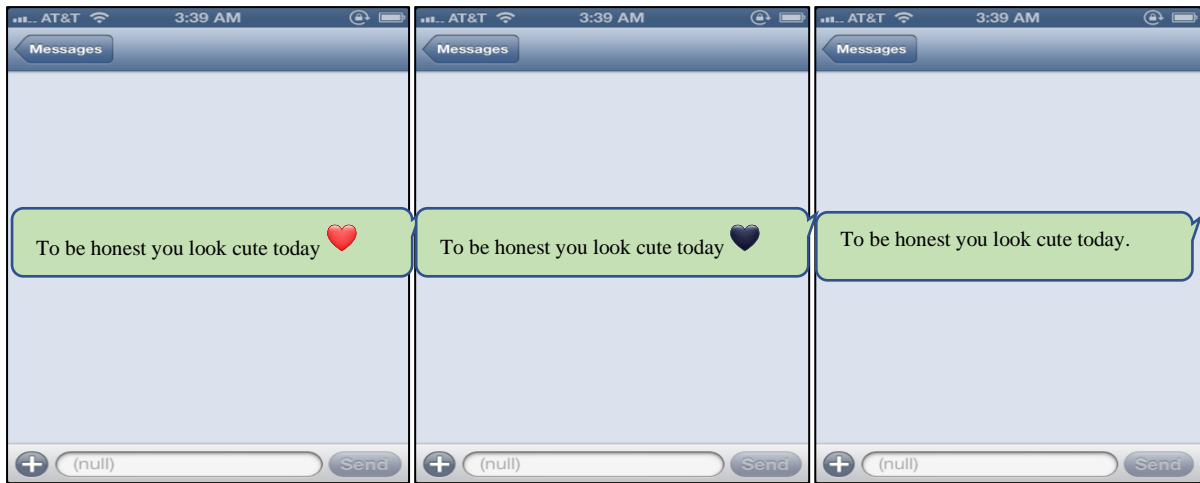 AT&T 3:39 AM
Messages
To be honest you look cute today ❤️
(null) Send
AT&T 3:39 AM
Messages
To be honest you look cute today 🖤
(null) Send
AT&T 3:39 AM
Messages
To be honest you look cute today.
(null) Send